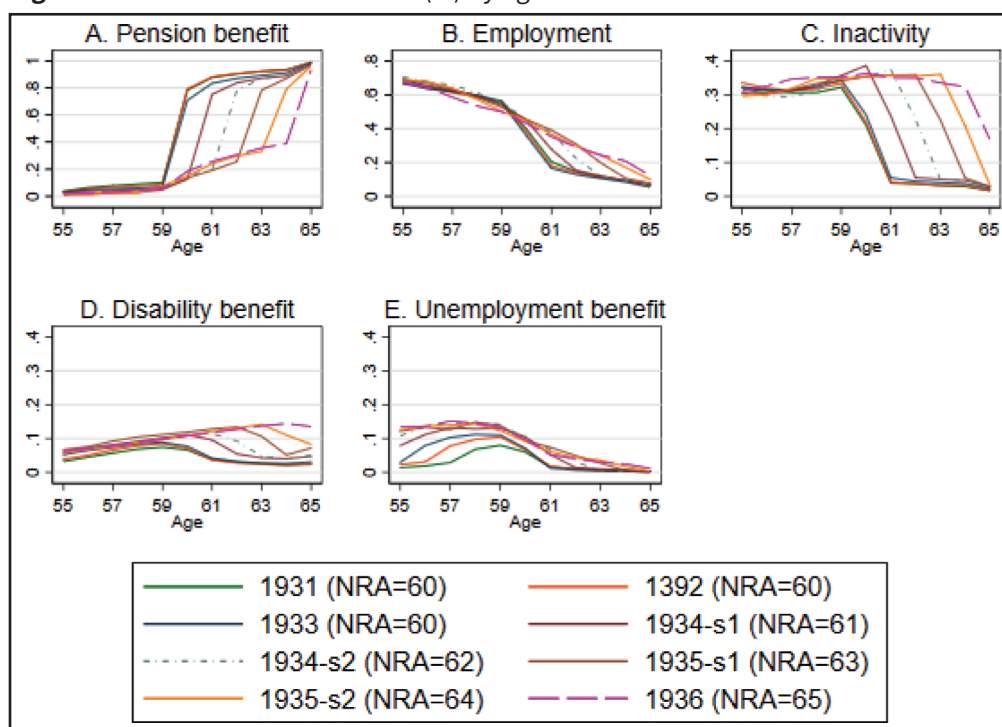 A. Pension benefit
B. Employment
C. Inactivity
0 .2 .4 .6 .8 1
55 57 59 61 63 65
Age
0 .2 .4 .6 .8
55 57 59 61 63 65
Age
0 .1 .2 .3 .4
55 57 59 61 63 65
Age
D. Disability benefit
E. Unemployment benefit
0 .1 .2 .3 .4
55 57 59 61 63 65
Age
0 .1 .2 .3 .4
55 57 59 61 63 65
Age
1931 (NRA=60)
1392 (NRA=60)
1933 (NRA=60)
1934-s1 (NRA=61)
1934-s2 (NRA=62)
1935-s1 (NRA=63)
1935-s2 (NRA=64)
1936 (NRA=65)